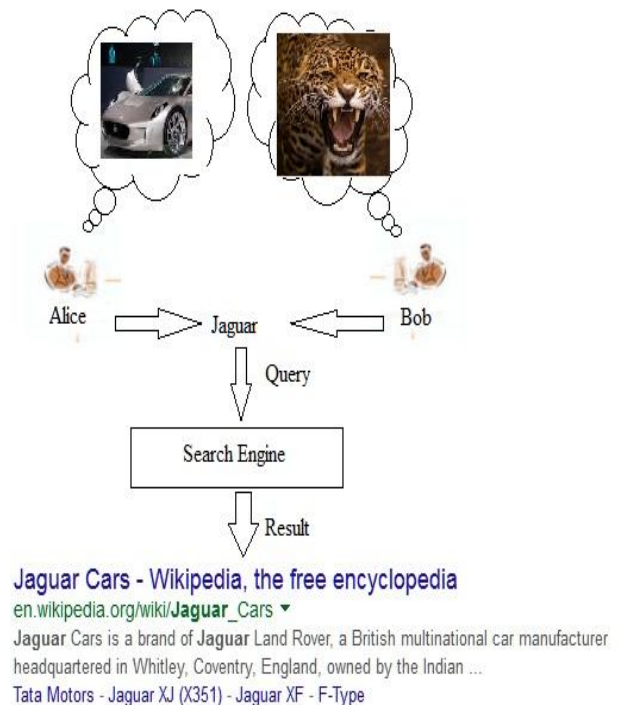 Alice
Jaguar
Bob
Query
Search Engine
Result
Jaguar Cars - Wikipedia, the free encyclopedia
en.wikipedia.org/wiki/Jaguar_Cars ▼
Jaguar Cars is a brand of Jaguar Land Rover, a British multinational car manufacturer
headquartered in Whitley, Coventry, England, owned by the Indian ...
Tata Motors - Jaguar XJ (X351) - Jaguar XF - F-Type